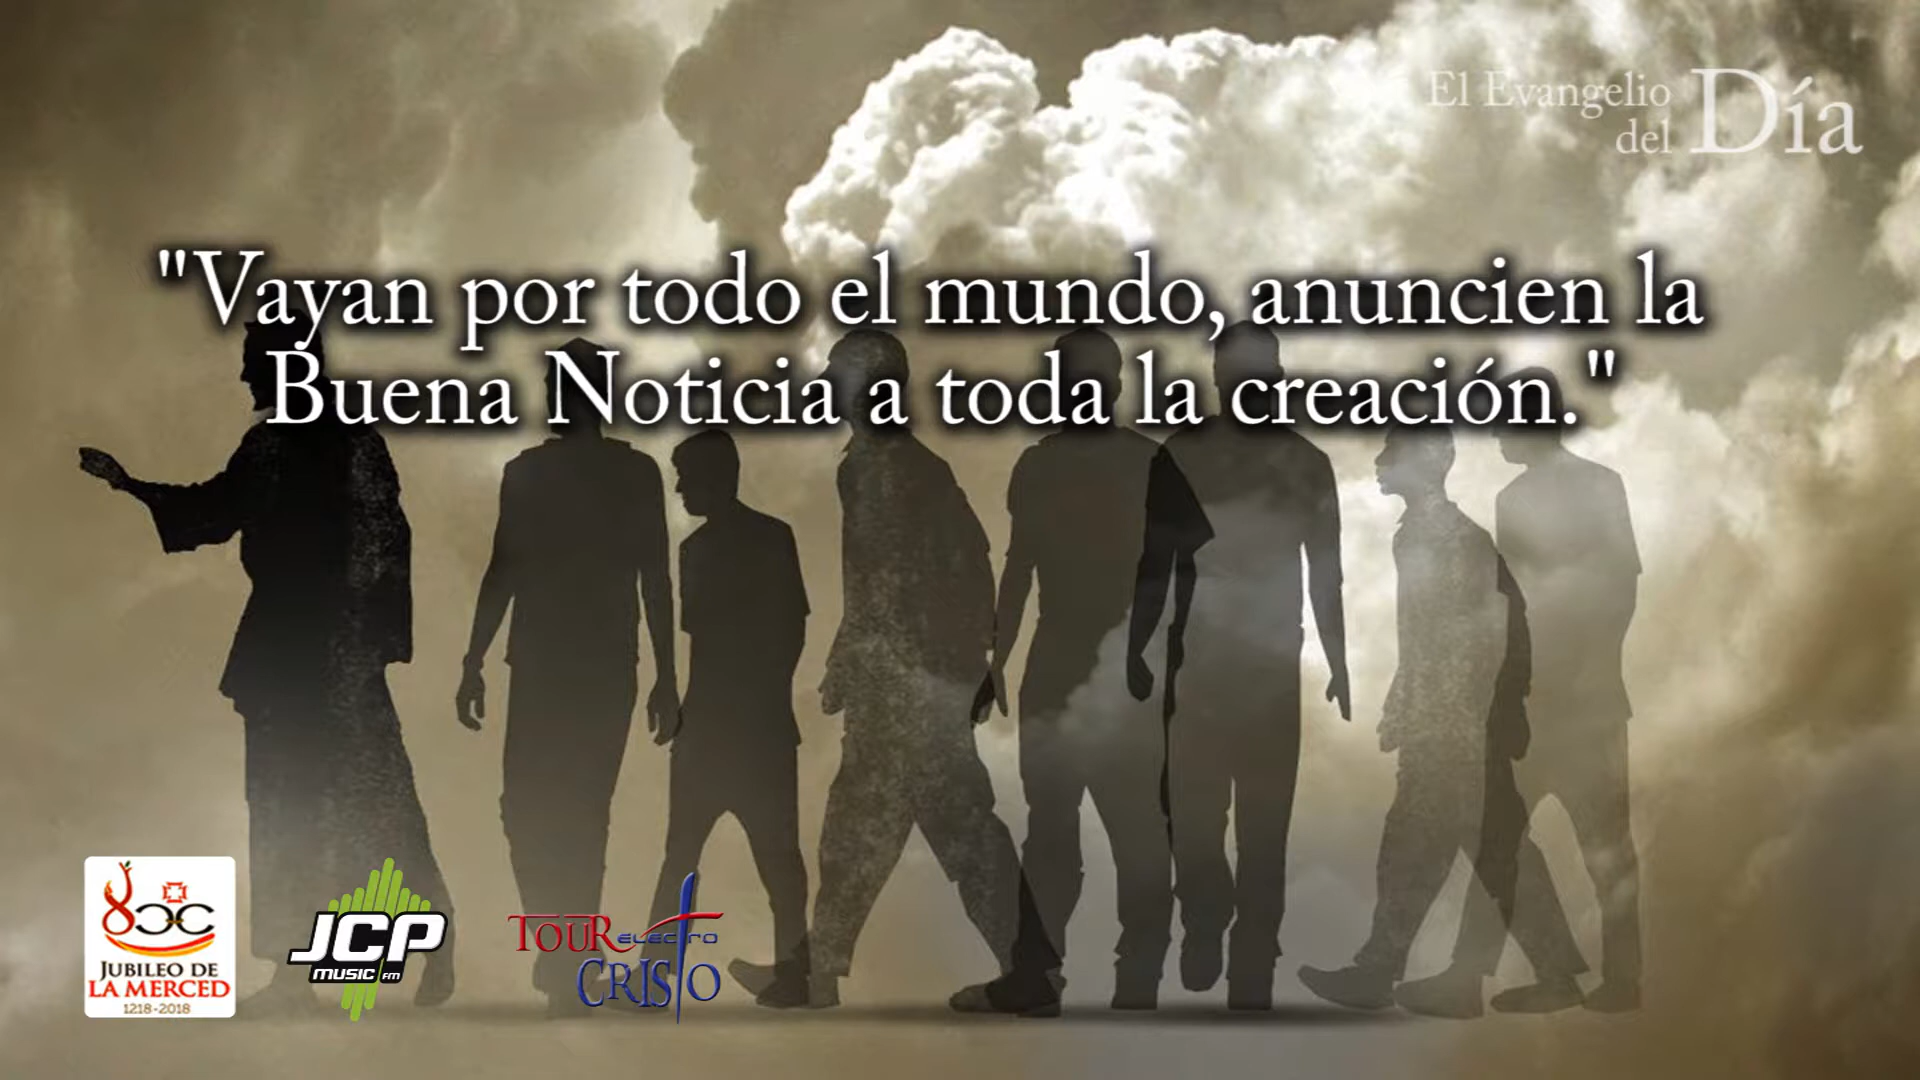 El Evangelio
del Día
"Vayan por todo el mundo, anuncien la
Buena Noticia a toda la creación."
JUBILEO DE
LA MERCED
1218-2018
JCP
MUSIC FM
TOUR ELECTRO
CRISTO